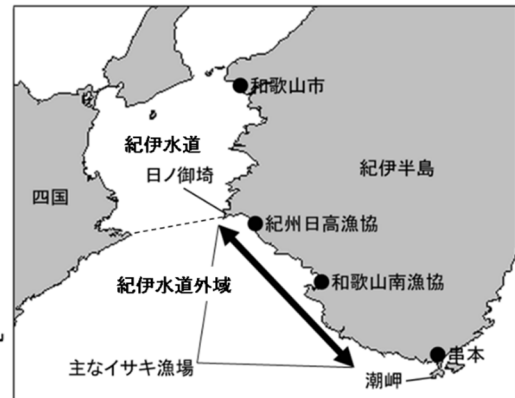 和歌山市
紀伊水道
紀伊半島
日ノ御埼
四国
紀州日高漁協
紀伊水道外域
和歌山南漁協
串本
主なイサキ漁場
潮岬